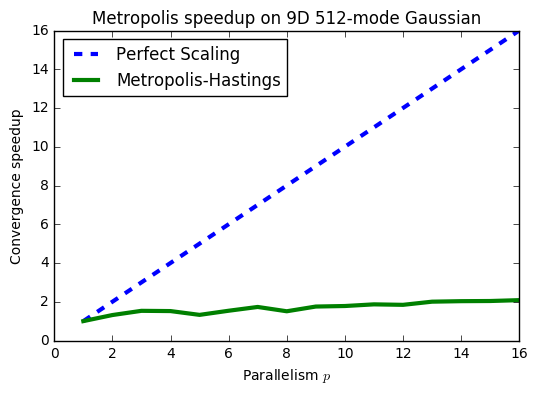 Metropolis speedup on 9D 512-mode Gaussian
16
14
12
10
8
6
4
2
0
Convergence speedup
Perfect Scaling
Metropolis-Hastings
0 2 4 6 8 10 12 14 16
Parallelism p